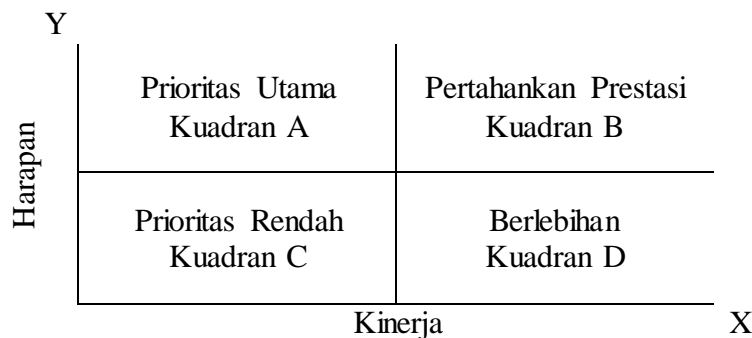 Y
Prioritas Utama
Kuadran A
Pertahankan Prestasi
Kuadran B
Harapan
Prioritas Rendah
Kuadran C
Berlebihan
Kuadran D
Kinerja
X